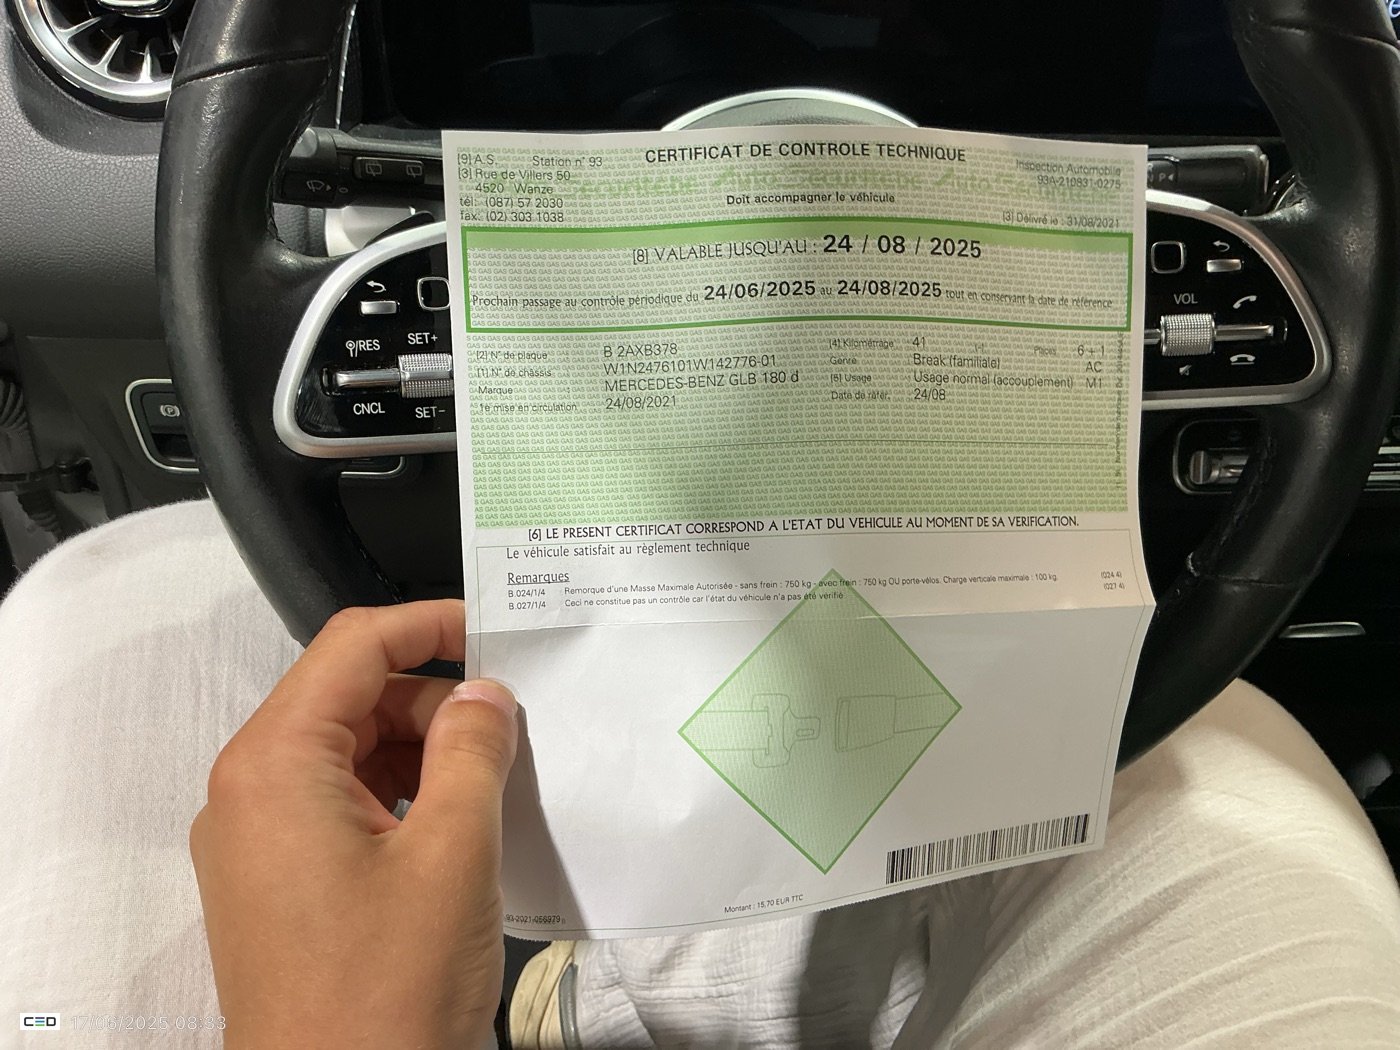 [9] A.S. Station n° 93
[3] Rue de Villers 50
4520 Wanze
tél: (087) 57 2030
fax: (02) 303 1038
CERTIFICAT DE CONTROLE TECHNIQUE
Doit accompagner le véhicule
Inspection Automobile
93A-210831-0275
[3] Délivré le : 31/08/2021
[8] VALABLE JUSQU'AU : 24 / 08 / 2025
Prochain passage au contrôle périodique du 24/06/2025 au 24/08/2025 tout en conservant la date de référence
[2] N° de plaque B 2AXB378 [4] Kilométrage 41 Places 6 + 1
[1] N° de châssis W1N2476101W142776-01 Genre Break (familiale) AC
Marque MERCEDES-BENZ GLB 180 d [5] Usage Usage normal (accouplement) M1
1e mise en circulation 24/08/2021 Date de référ. 24/08
[6] LE PRESENT CERTIFICAT CORRESPOND A L'ETAT DU VEHICULE AU MOMENT DE SA VERIFICATION.
Le véhicule satisfait au règlement technique
Remarques
B.024/1/4 Remorque d'une Masse Maximale Autorisée - sans frein : 750 kg - avec frein : 750 kg OU porte-vélos. Charge verticale maximale : 100 kg. (024 4)
B.027/1/4 Ceci ne constitue pas un contrôle car l'état du véhicule n'a pas été vérifié (027 4)
Montant : 15,70 EUR TTC
93-2021-056979
/RES
SET+
CNCL
SET-
VOL
P
CED 17/06/2025 08:33